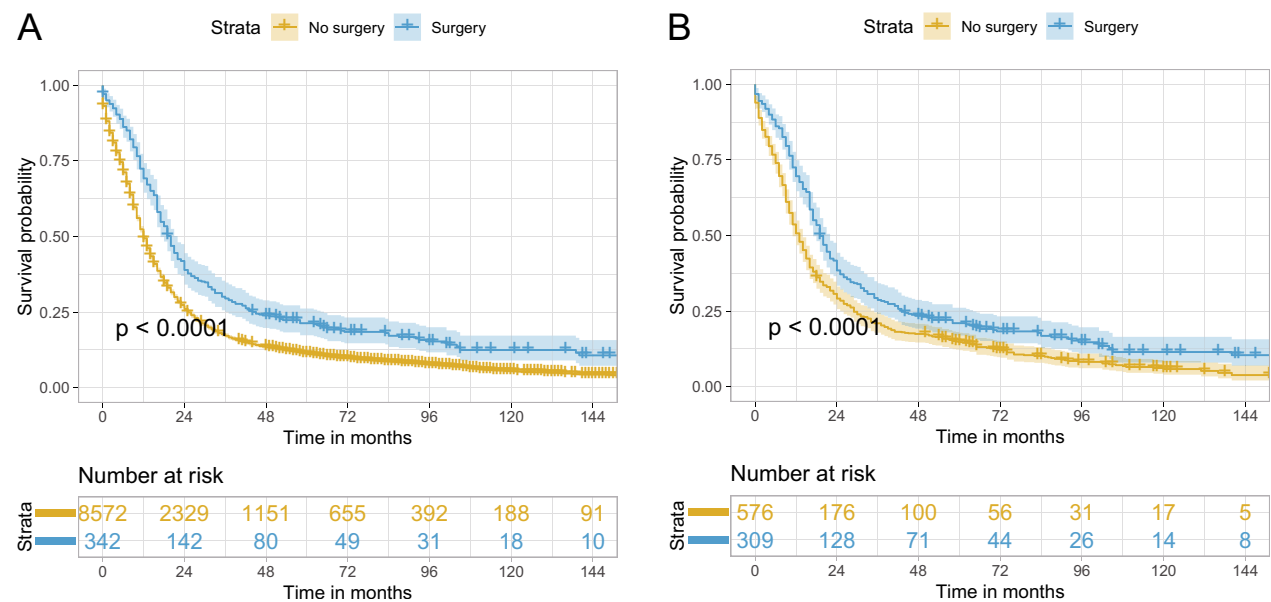 A
Strata No surgery Surgery
Survival probability
1.00
0.75
0.50
0.25
0.00
p < 0.0001
0 24 48 72 96 120 144
Time in months
Number at risk
Strata
8572 2329 1151 655 392 188 91
342 142 80 49 31 18 10
0 24 48 72 96 120 144
Time in months
B
Strata No surgery Surgery
Survival probability
1.00
0.75
0.50
0.25
0.00
p < 0.0001
0 24 48 72 96 120 144
Time in months
Number at risk
Strata
576 176 100 56 31 17 5
309 128 71 44 26 14 8
0 24 48 72 96 120 144
Time in months